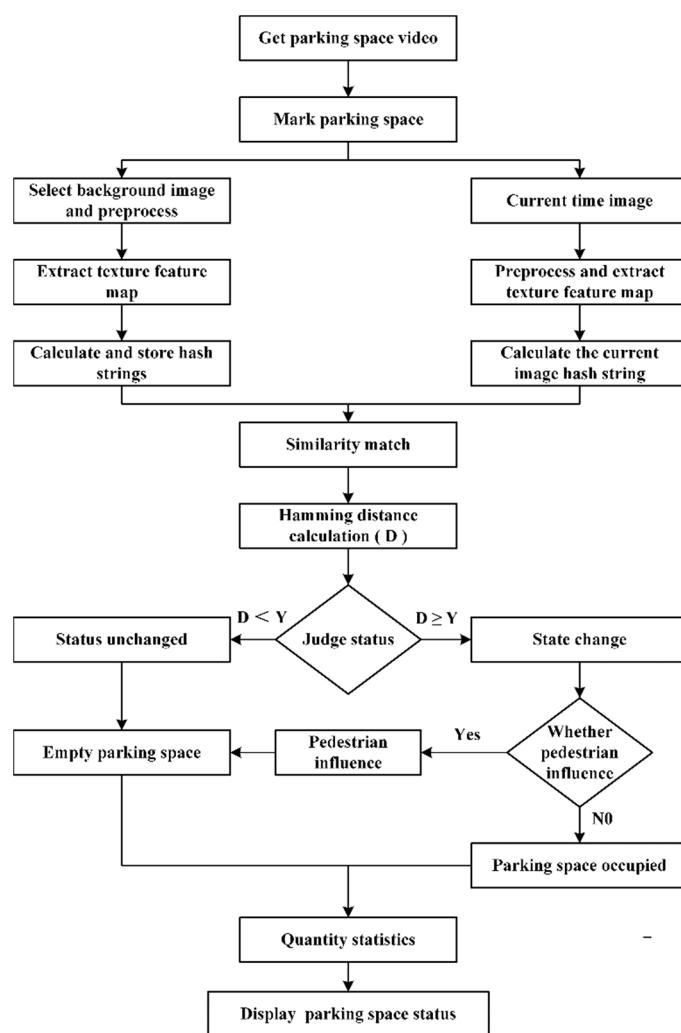 Get parking space video
Mark parking space
Select background image
and preprocess
Current time image
Extract texture feature
map
Preprocess and extract
texture feature map
Calculate and store hash
strings
Calculate the current
image hash string
Similarity match
Hamming distance
calculation ( D )
D < Y
Judge status
D ≥ Y
Status unchanged
State change
Empty parking space
Pedestrian
influence
Yes
Whether
pedestrian
influence
N0
Parking space occupied
Quantity statistics
Display parking space status